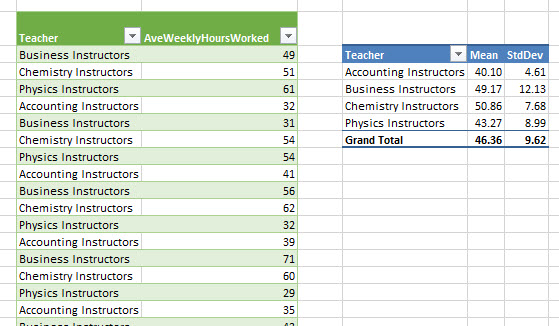 Teacher AveWeeklyHoursWorked
Business Instructors 49
Chemistry Instructors 51
Physics Instructors 61
Accounting Instructors 32
Business Instructors 31
Chemistry Instructors 54
Physics Instructors 54
Accounting Instructors 41
Business Instructors 56
Chemistry Instructors 62
Physics Instructors 32
Accounting Instructors 39
Business Instructors 71
Chemistry Instructors 60
Physics Instructors 29
Accounting Instructors 35
Teacher Mean StdDev
Accounting Instructors 40.10 4.61
Business Instructors 49.17 12.13
Chemistry Instructors 50.86 7.68
Physics Instructors 43.27 8.99
Grand Total 46.36 9.62